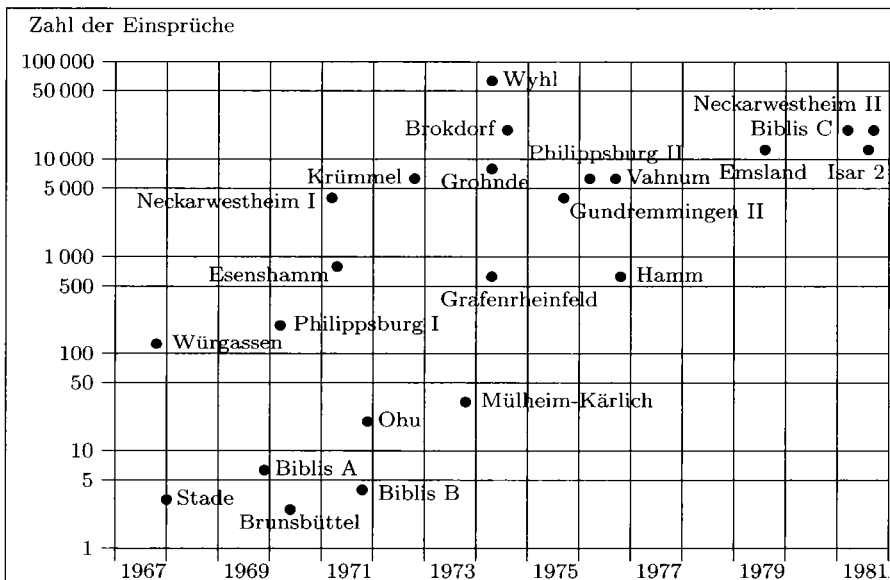 Zahl der Einsprüche
100 000
Wyhl
50 000
Neckarwestheim II
Brokdorf
Biblis C
Philippsburg II
10 000
Krümmel
Grohnde
Vahnum
Emsland
Isar 2
5 000
Neckarwestheim I
Gundremmingen II
1 000
Esenshamm
Hamm
500
Grafenrheinfeld
Philippsburg I
Würgassen
100
50
Mülheim-Kärlich
Ohu
10
Biblis A
5
Stade
Biblis B
Brunsbüttel
1
1967 1969 1971 1973 1975 1977 1979 1981